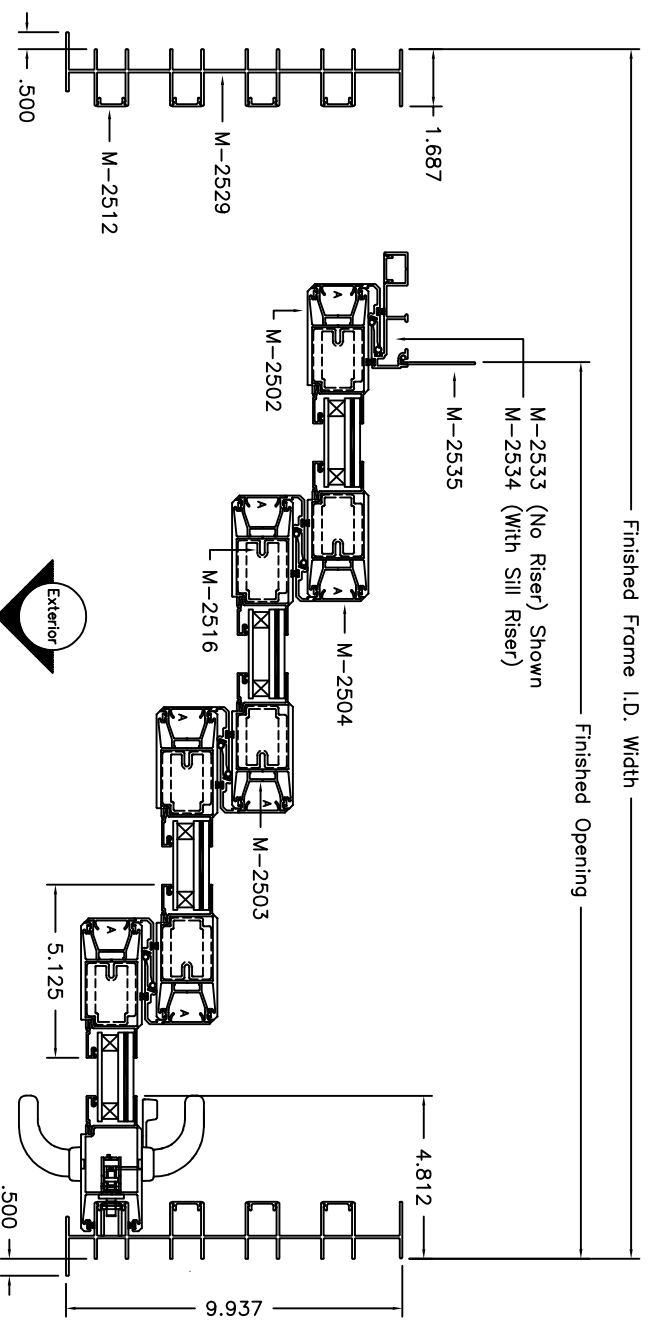 Finished Frame I.D. Width
Finished Opening
M-2533 (No Riser) Shown
M-2534 (With Sill Riser)
M-2535
1.687
.500
M-2529
M-2512
M-2502
A
A
M-2504
M-2516
A
A
M-2503
A
A
A
5.125
4.812
9.937
.500
Exterior